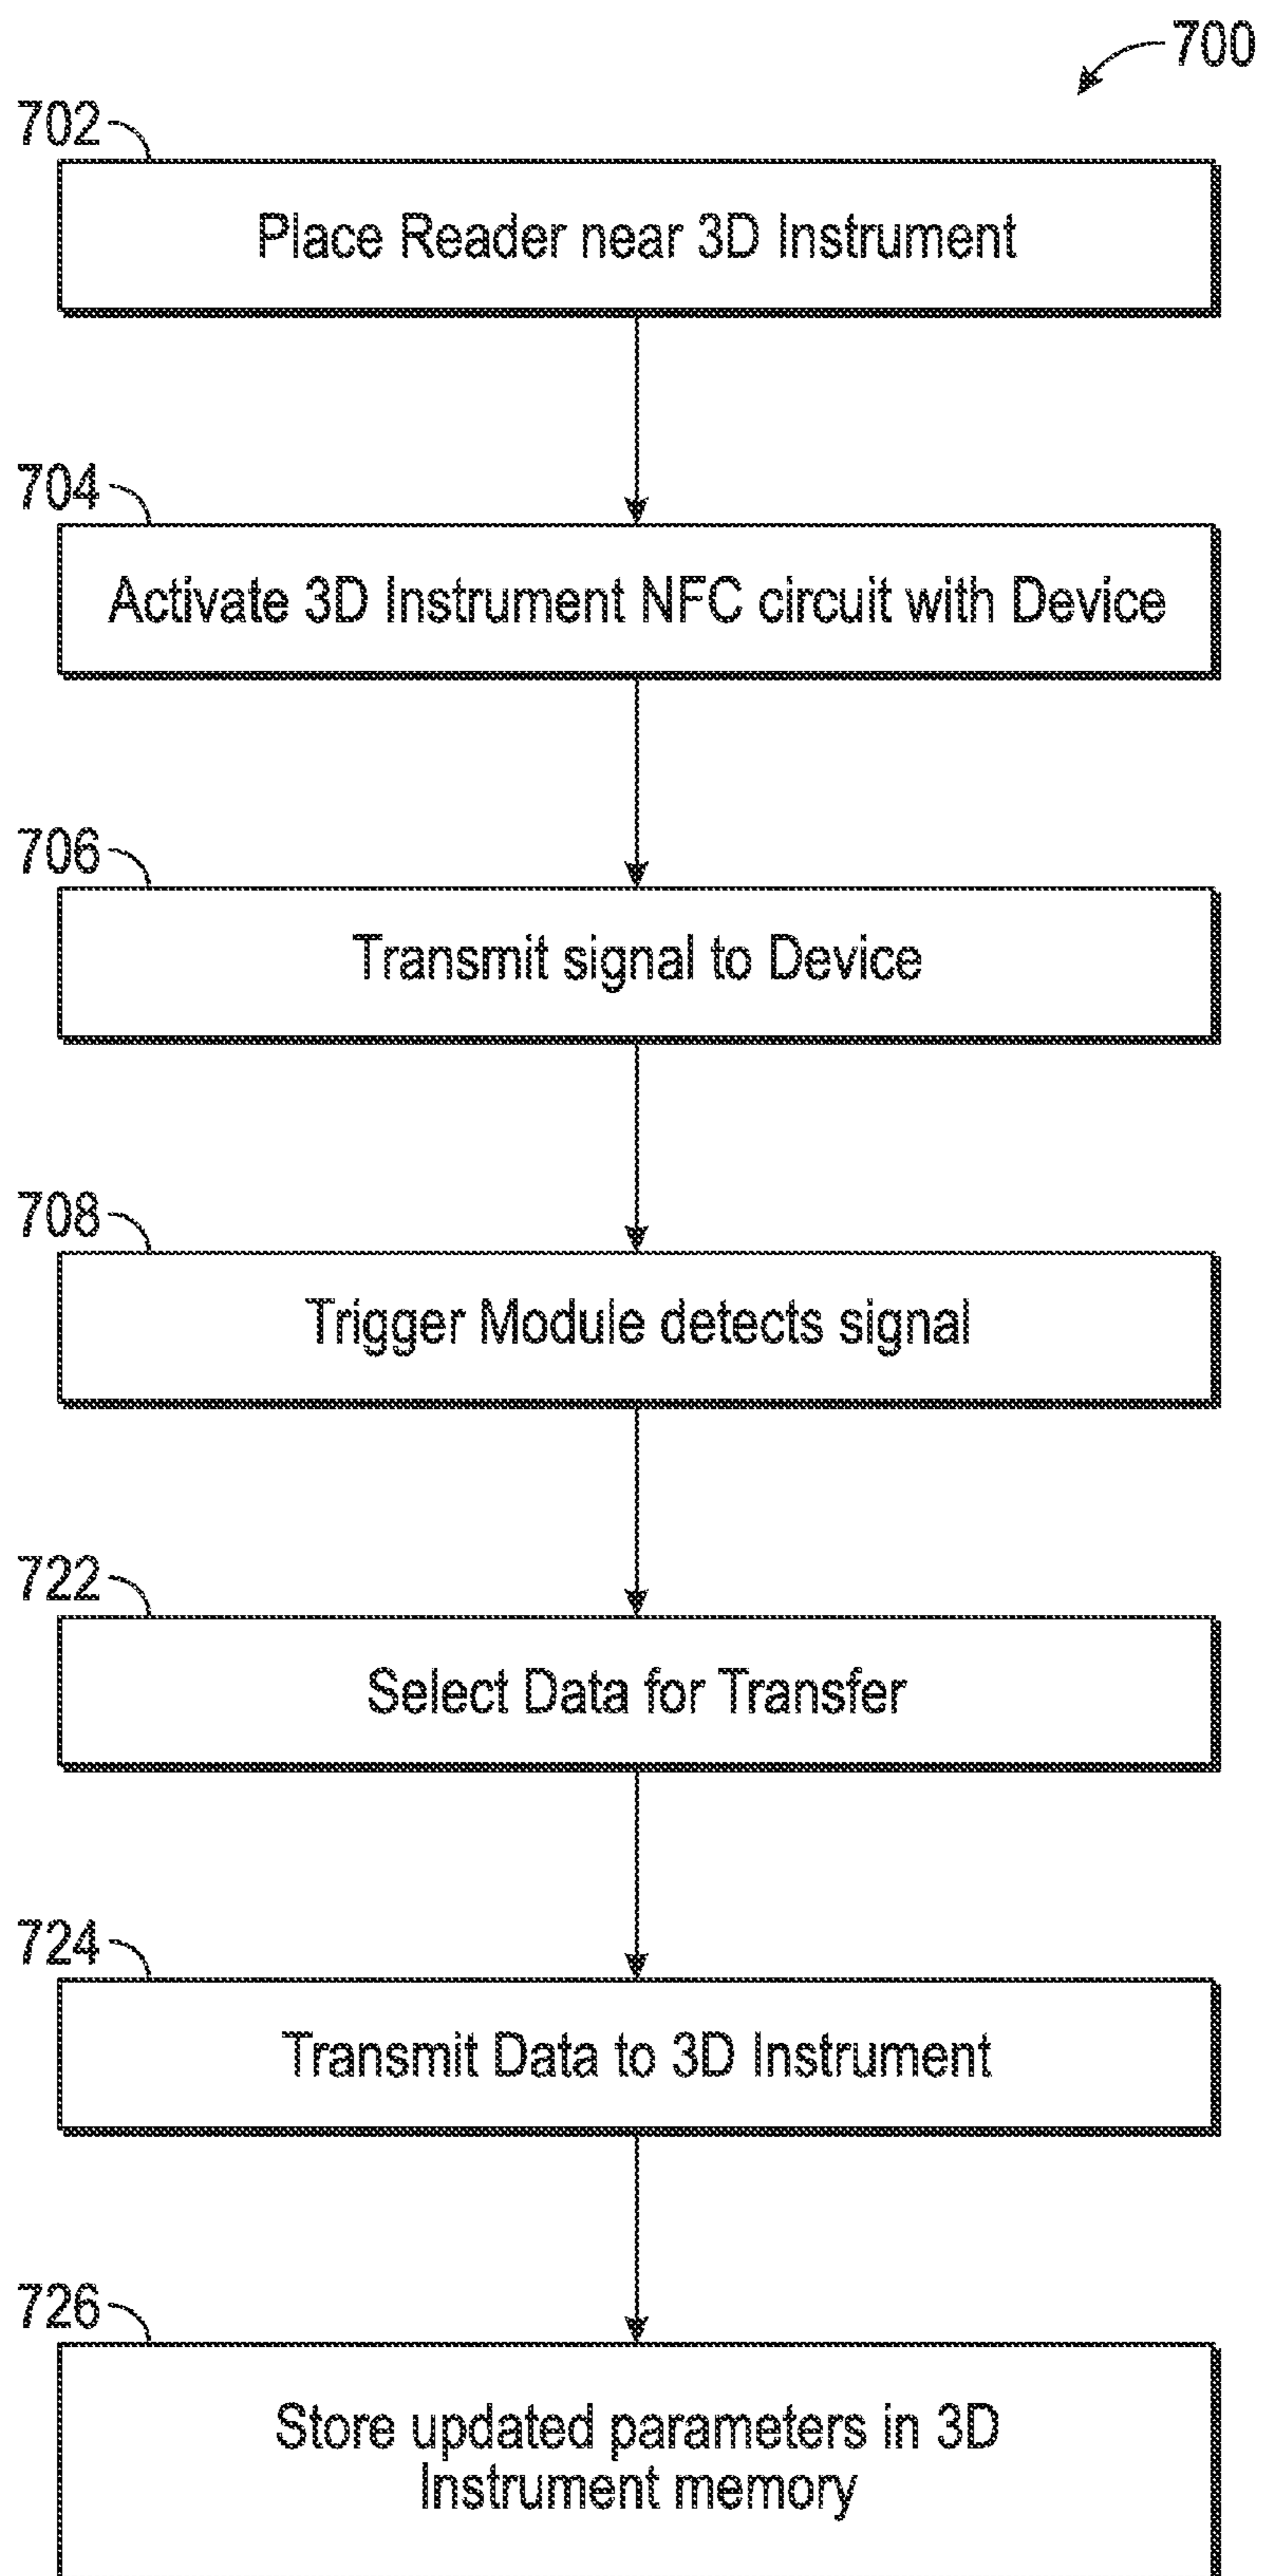 700
702
Place Reader near 3D Instrument
704
Activate 3D Instrument NFC circuit with Device
706
Transmit signal to Device
708
Trigger Module detects signal
722
Select Data for Transfer
724
Transmit Data to 3D Instrument
726
Store updated parameters in 3D
Instrument memory